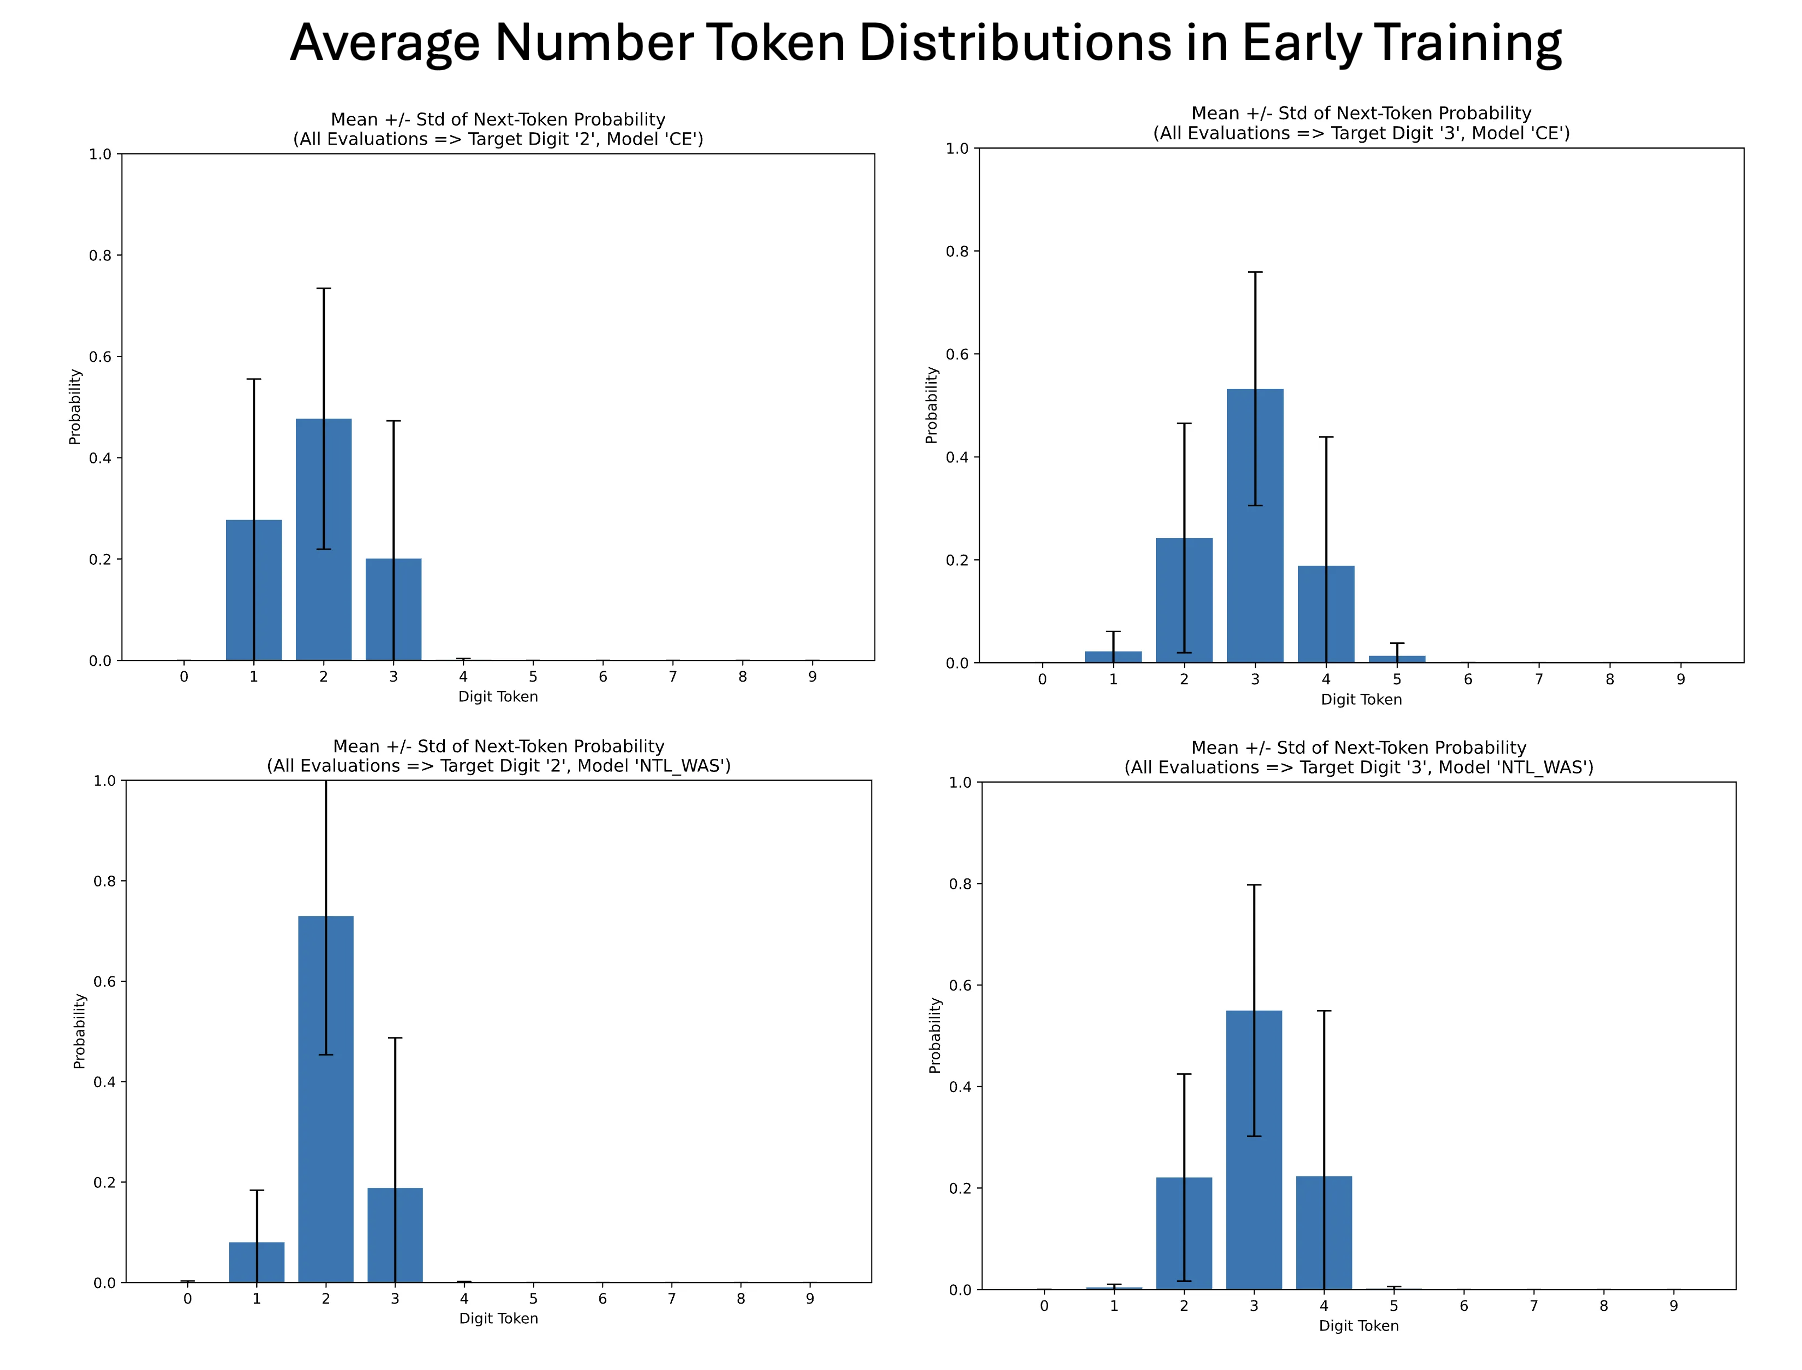 Average Number Token Distributions in Early Training
Mean +/- Std of Next-Token Probability
(All Evaluations => Target Digit '2', Model 'CE')
1.0
0.8
0.6
0.4
0.2
0.0
Probability
0 1 2 3 4 5 6 7 8 9
Digit Token
Mean +/- Std of Next-Token Probability
(All Evaluations => Target Digit '3', Model 'CE')
1.0
0.8
0.6
0.4
0.2
0.0
Probability
0 1 2 3 4 5 6 7 8 9
Digit Token
Mean +/- Std of Next-Token Probability
(All Evaluations => Target Digit '2', Model 'NTL_WAS')
1.0
0.8
0.6
0.4
0.2
0.0
Probability
0 1 2 3 4 5 6 7 8 9
Digit Token
Mean +/- Std of Next-Token Probability
(All Evaluations => Target Digit '3', Model 'NTL_WAS')
1.0
0.8
0.6
0.4
0.2
0.0
Probability
0 1 2 3 4 5 6 7 8 9
Digit Token